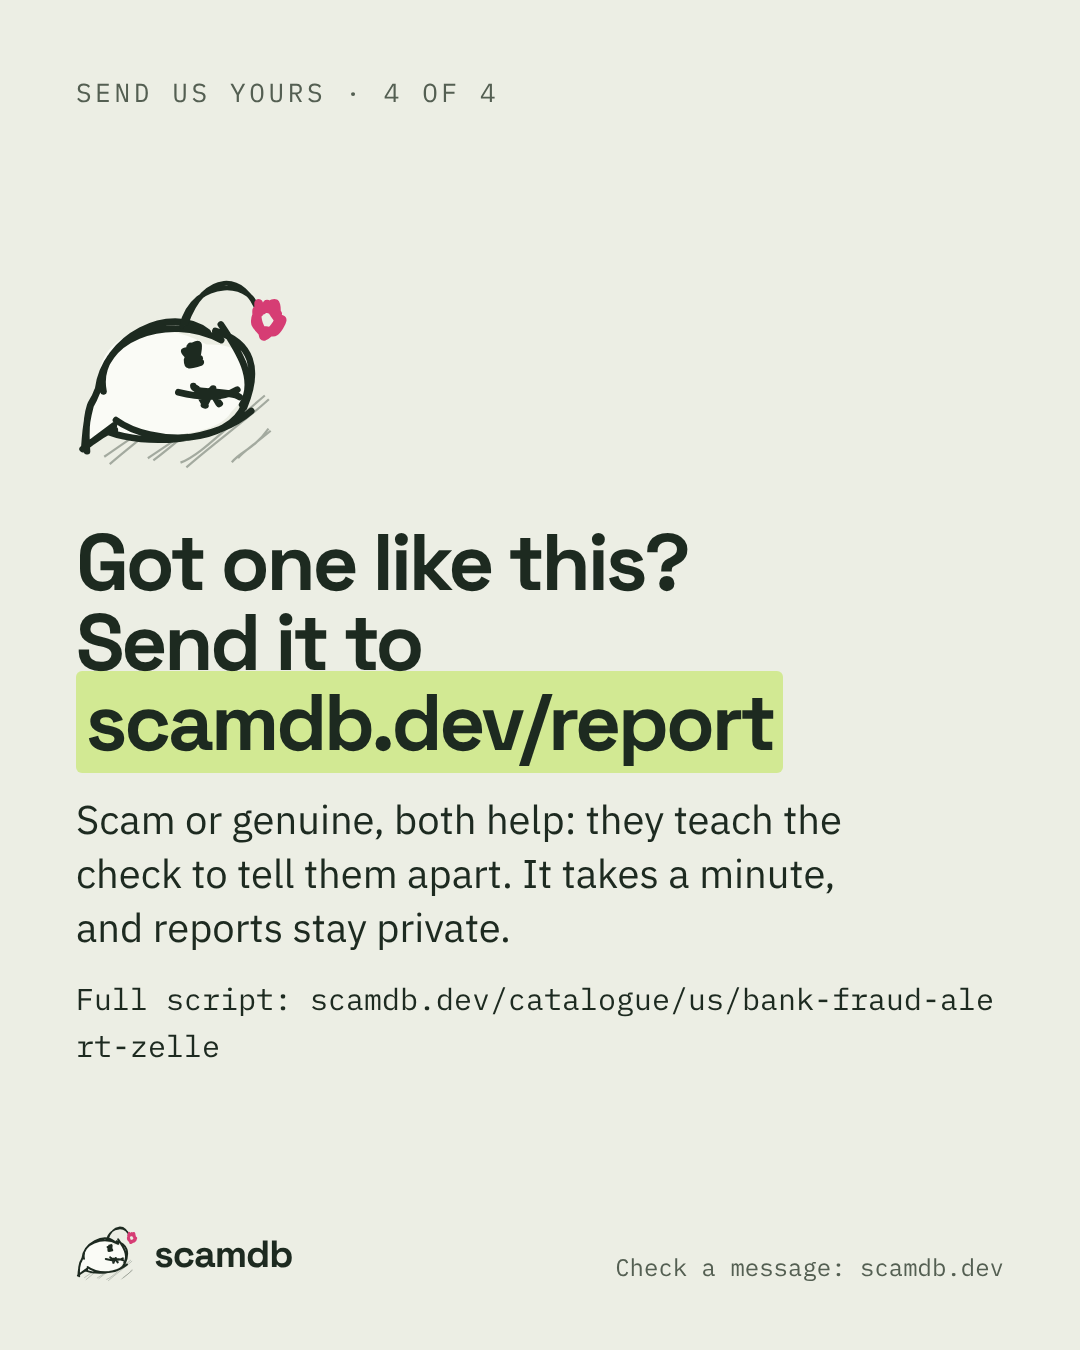 SEND US YOURS · 4 OF 4
Got one like this?
Send it to
scamdb.dev/report
Scam or genuine, both help: they teach the
check to tell them apart. It takes a minute,
and reports stay private.
Full script: scamdb.dev/catalogue/us/bank-fraud-ale
rt-zelle
scamdb
Check a message: scamdb.dev